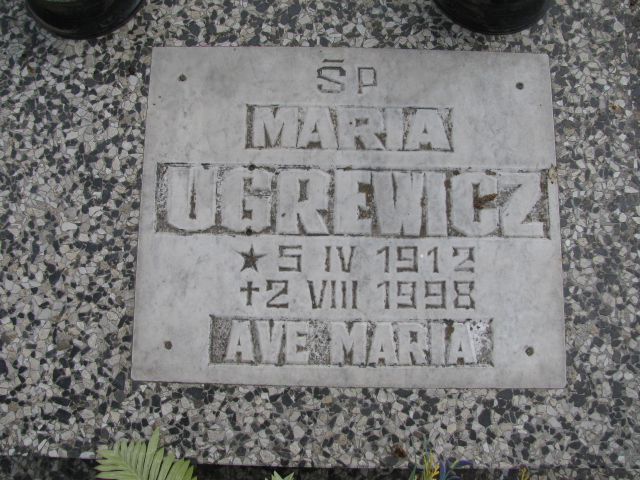 ŚP
MARIA
UGREWICZ
★ 5 IV 1912
† 2 VIII 1998
AVE MARIA